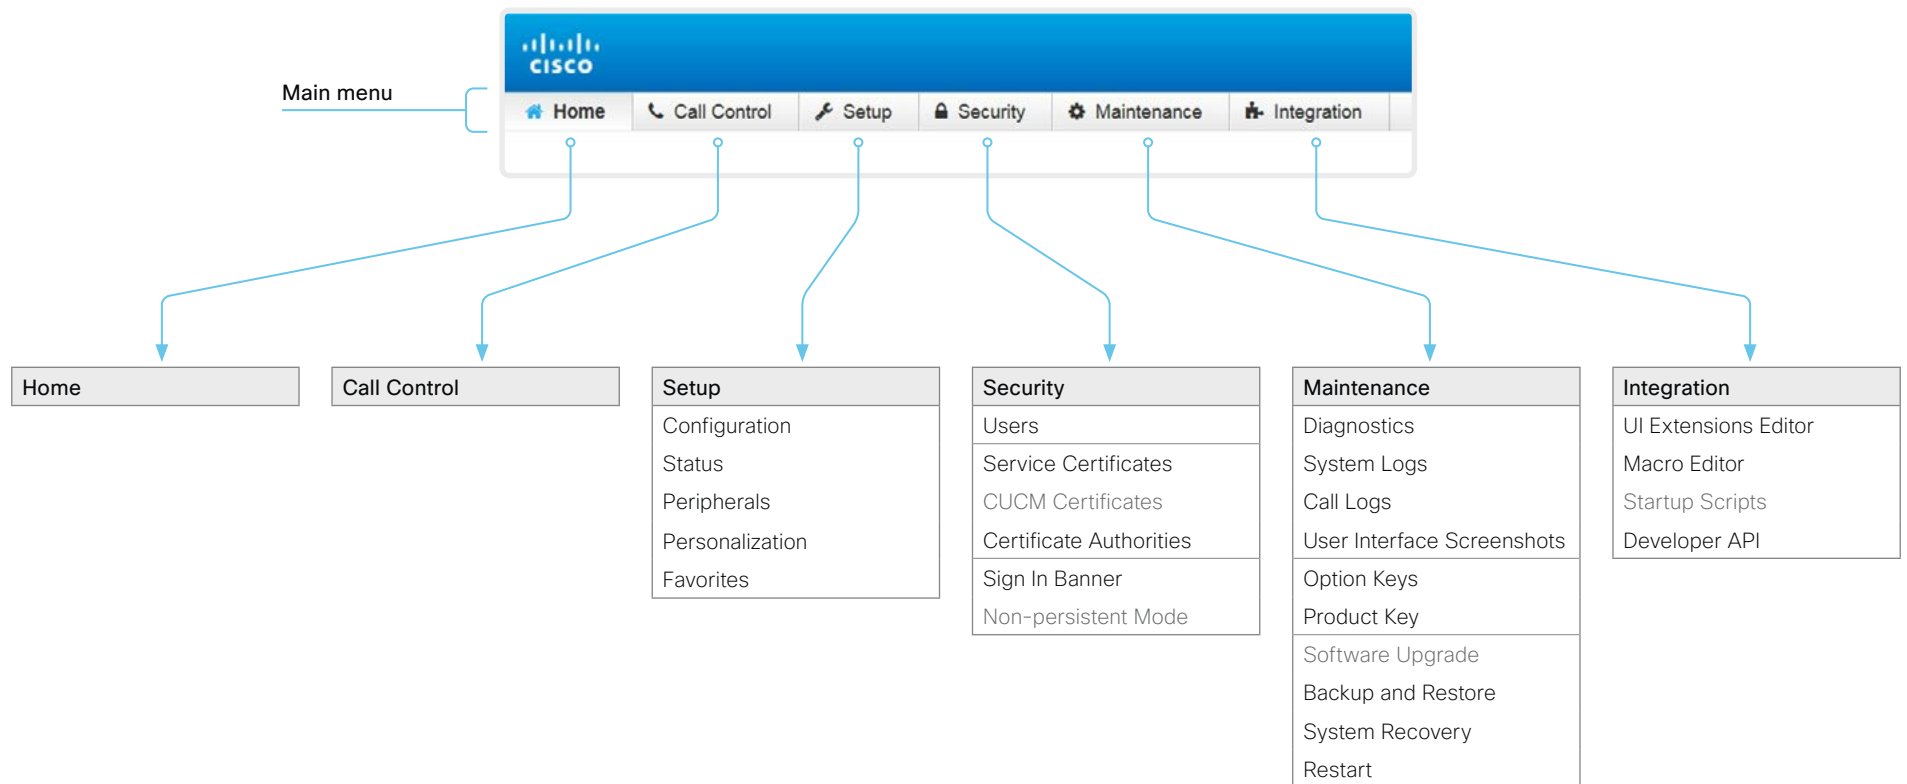 CISCO
Main menu
Home Call Control Setup Security Maintenance Integration
Home
Call Control
Setup
Configuration
Status
Peripherals
Personalization
Favorites
Security
Users
Service Certificates
CUCM Certificates
Certificate Authorities
Sign In Banner
Non-persistent Mode
Maintenance
Diagnostics
System Logs
Call Logs
User Interface Screenshots
Option Keys
Product Key
Software Upgrade
Backup and Restore
System Recovery
Restart
Integration
UI Extensions Editor
Macro Editor
Startup Scripts
Developer API